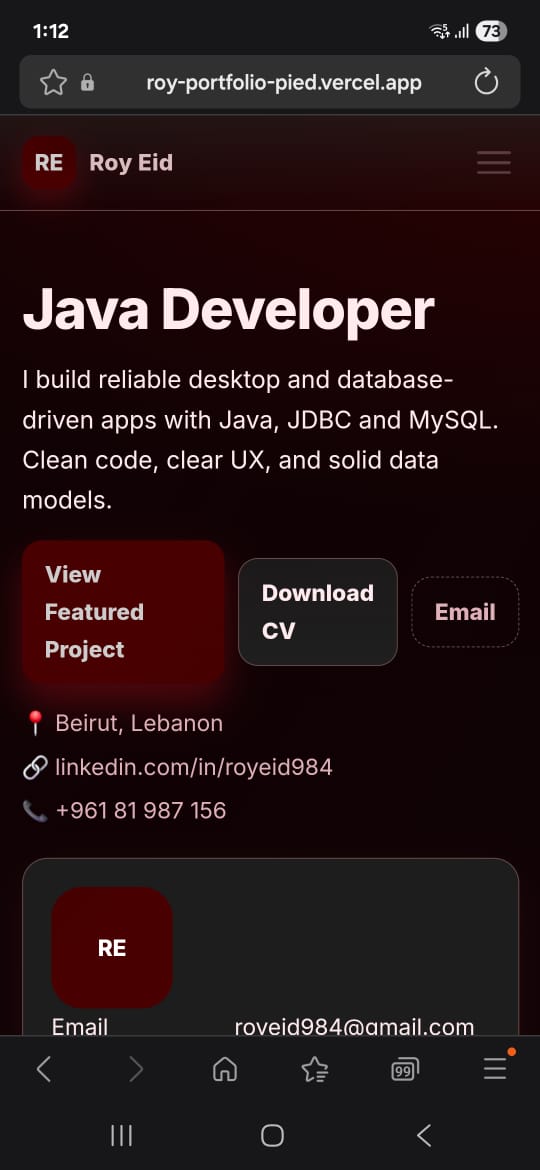 1:12
73
roy-portfolio-pied.vercel.app
RE Roy Eid
Java Developer
I build reliable desktop and database-
driven apps with Java, JDBC and MySQL.
Clean code, clear UX, and solid data
models.
View
Featured
Project
Download
CV
Email
Beirut, Lebanon
linkedin.com/in/royeid984
+961 81 987 156
RE
Email royeid984@gmail.com
99